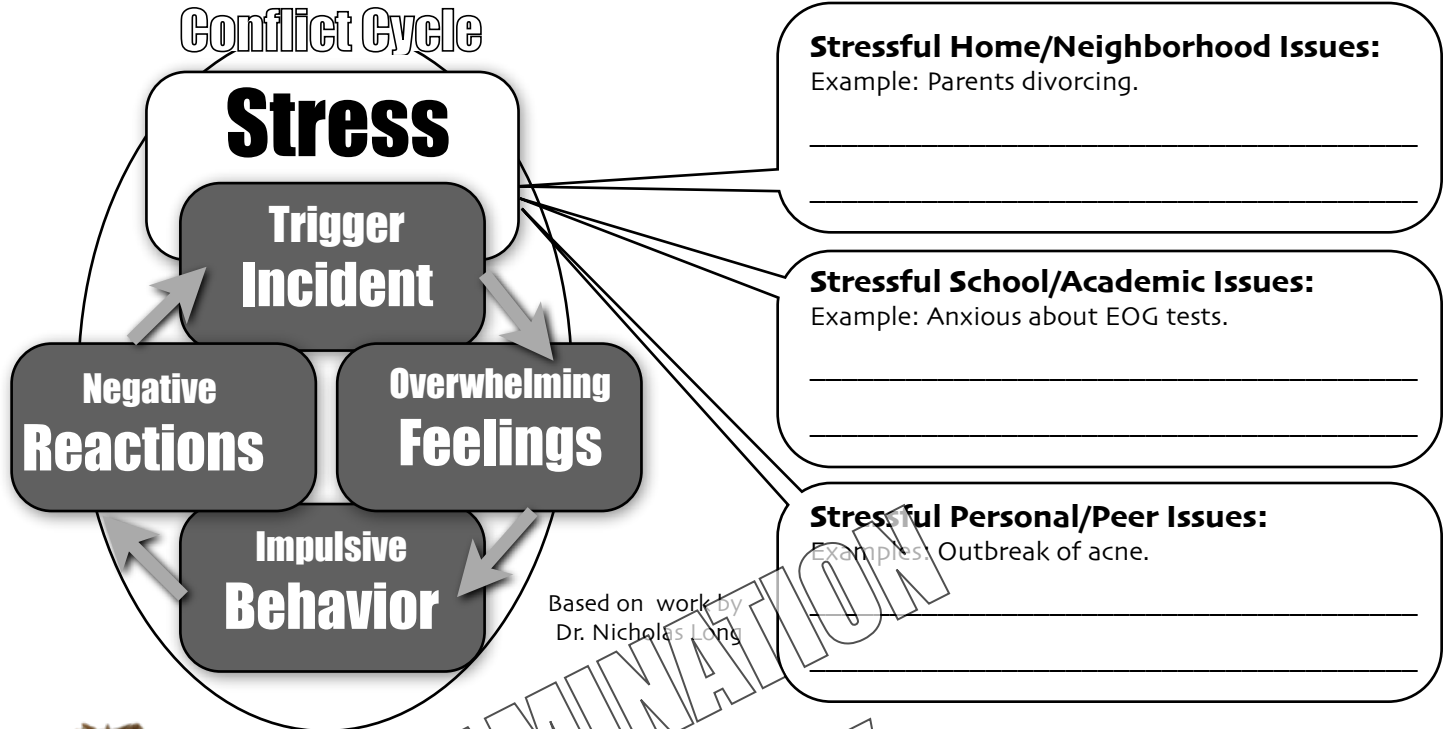 Conflict Cycle
Stress
Trigger
Incident
Overwhelming
Feelings
Impulsive
Behavior
Negative
Reactions
Based on work by
Dr. Nicholas Long
Stressful Home/Neighborhood Issues:
Example: Parents divorcing.
Stressful School/Academic Issues:
Example: Anxious about EOG tests.
Stressful Personal/Peer Issues:
Examples: Outbreak of acne.
MINATION